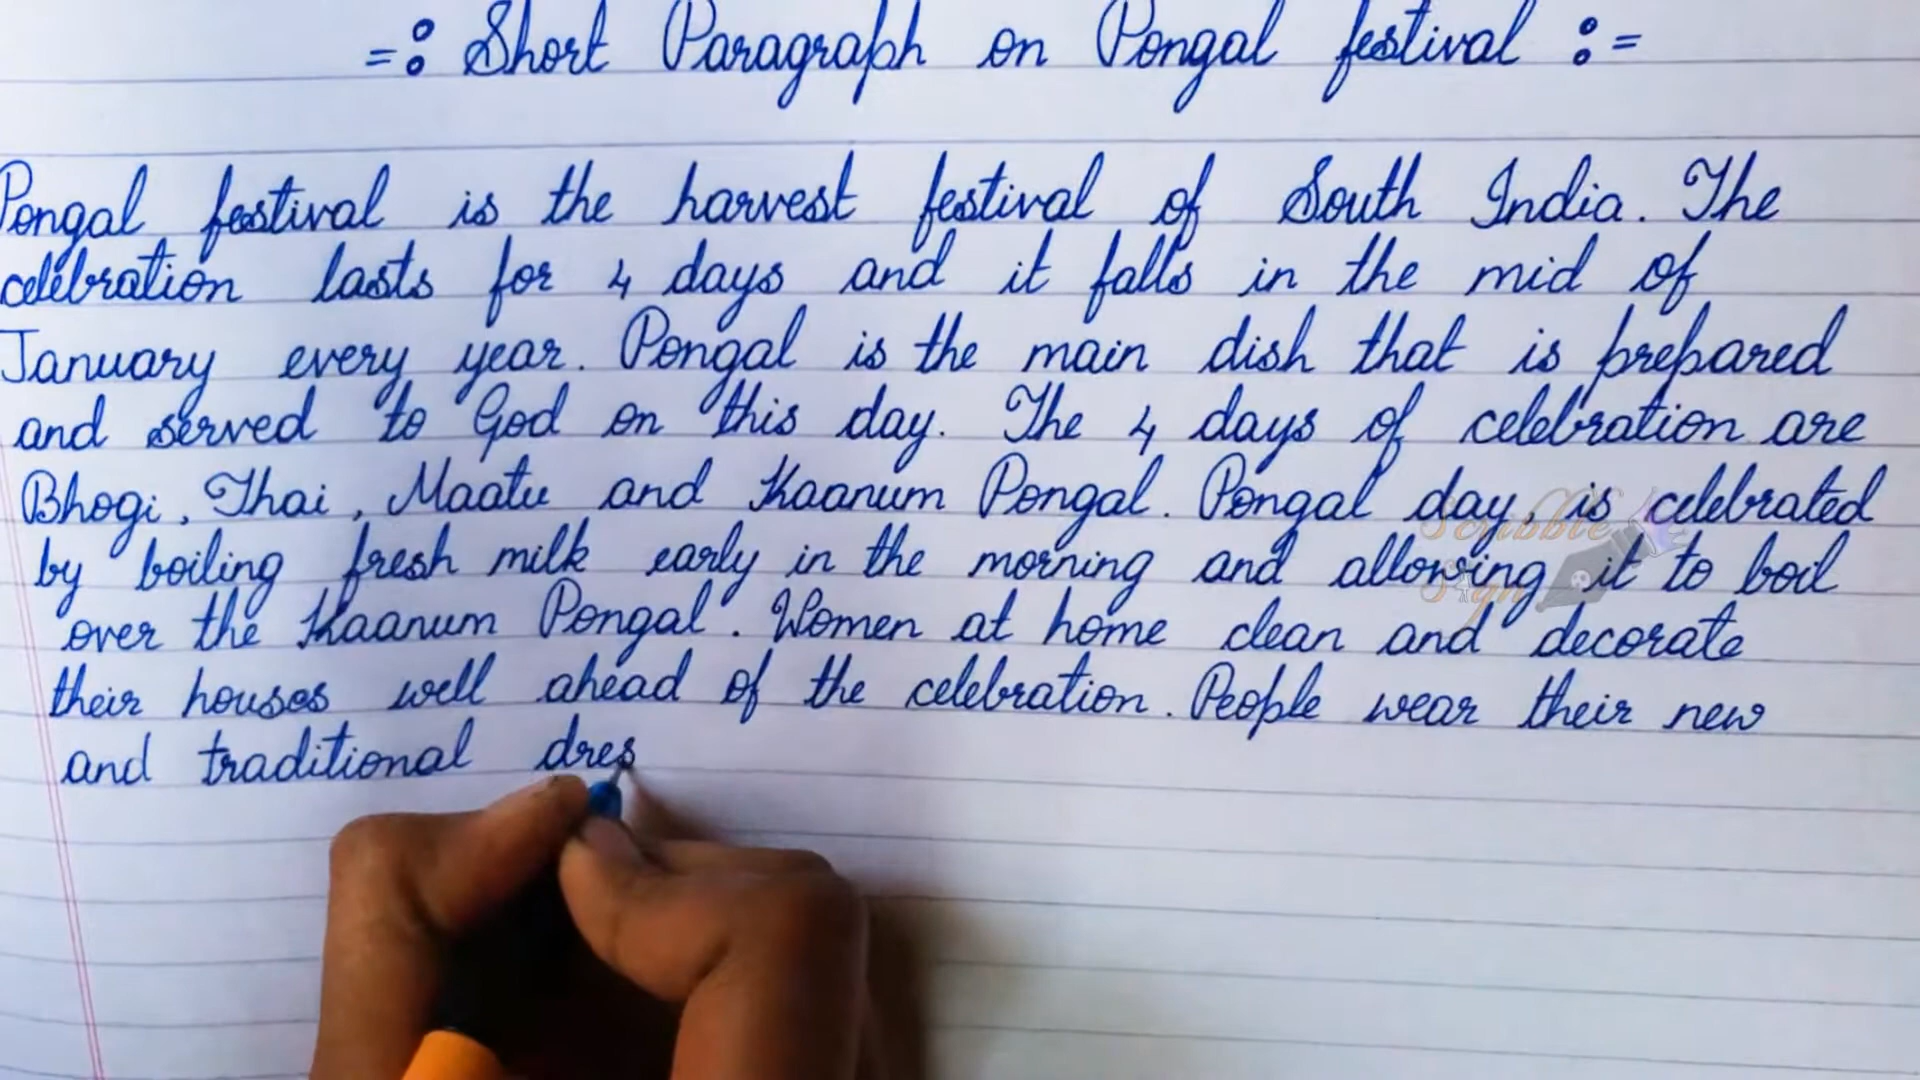 =: Short Paragraph on Pongal festival :=
Pongal festival is the harvest festival of South India. The
celebration lasts for 4 days and it falls in the mid of
January every year. Pongal is the main dish that is prepared
and served to God on this day. The 4 days of celebration are
Bhogi, Thai, Maatu and Kaanum Pongal. Pongal day, is celebrated
by boiling fresh milk early in the morning and allowing it to boil
over the Kaanum Pongal. Women at home clean and decorate
their houses well ahead of the celebration. People wear their new
and traditional dres
Scribble
Sign